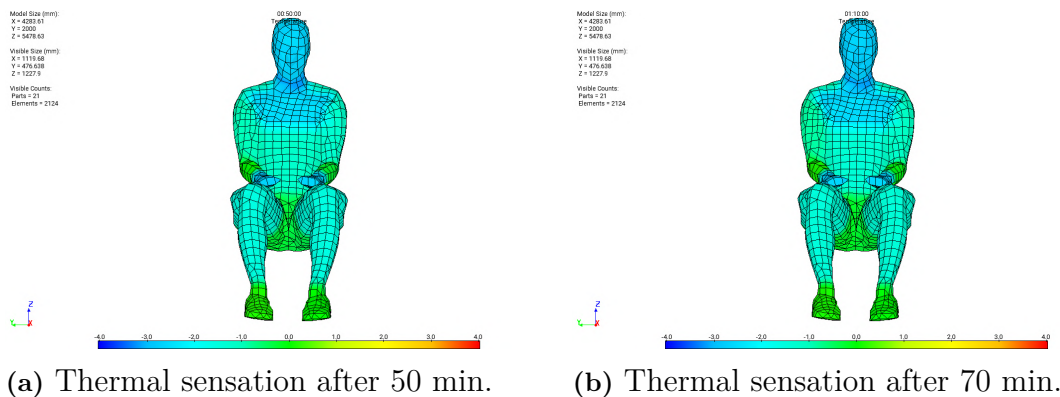 Model Size (mm):
X = 4283.61
Y = 2000
Z = 5478.63
Visible Size (mm):
X = 1119.68
Y = 476.638
Z = 1227.9
Visible Counts:
Parts = 21
Elements = 2124
00:50:00
Z
Y
X
-4.0 -3.0 -2.0 -1.0 0.0 1.0 2.0 3.0 4.0
(a) Thermal sensation after 50 min.
Model Size (mm):
X = 4283.61
Y = 2000
Z = 5478.63
Visible Size (mm):
X = 1119.68
Y = 476.638
Z = 1227.9
Visible Counts:
Parts = 21
Elements = 2124
01:10:00
Z
Y
X
-4.0 -3.0 -2.0 -1.0 0.0 1.0 2.0 3.0 4.0
(b) Thermal sensation after 70 min.